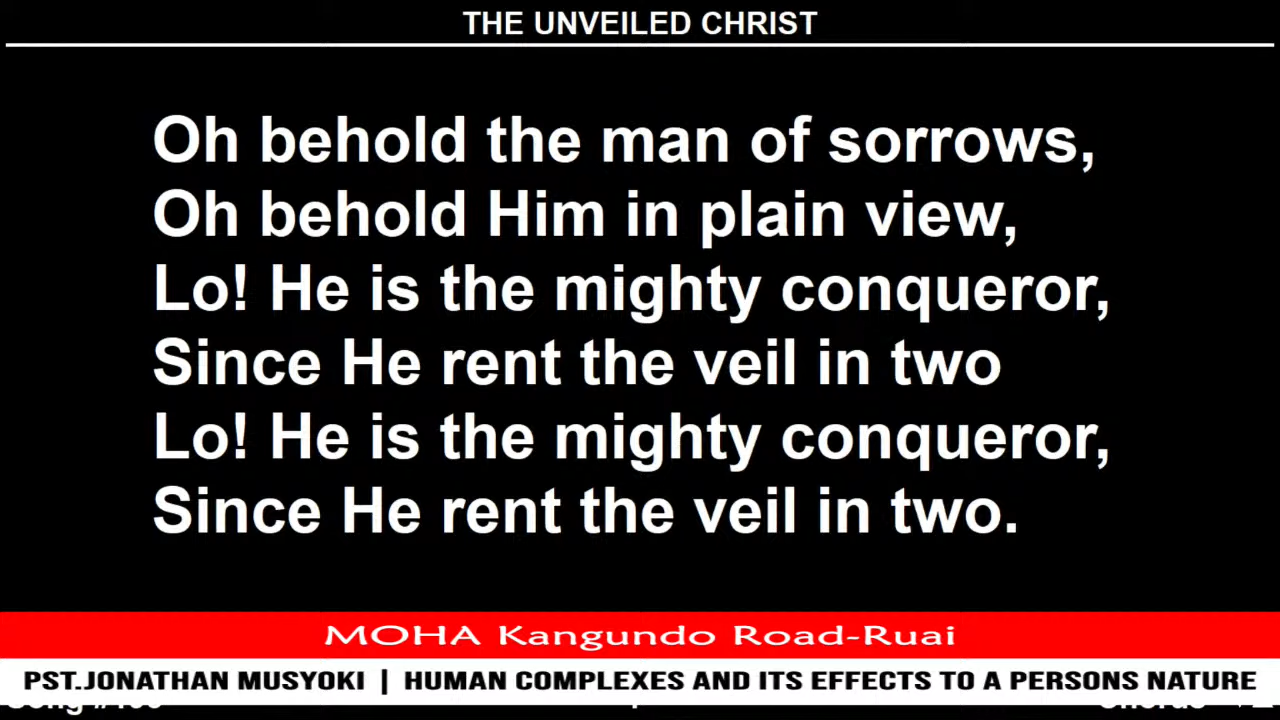 THE UNVEILED CHRIST
Oh behold the man of sorrows,
Oh behold Him in plain view,
Lo! He is the mighty conqueror,
Since He rent the veil in two
Lo! He is the mighty conqueror,
Since He rent the veil in two.
MOHA Kangundo Road-Ruai
PST.JONATHAN MUSYOKI | HUMAN COMPLEXES AND ITS EFFECTS TO A PERSONS NATURE